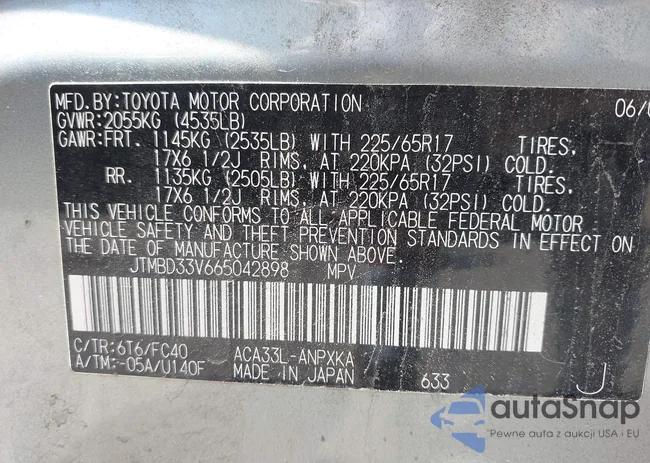 MFD.BY:TOYOTA MOTOR CORPORATION 06/0
GVWR:2055KG (4535LB)
GAWR:FRT. 1145KG (2535LB) WITH 225/65R17 TIRES,
17X6 1/2J RIMS, AT 220KPA (32PSI) COLD.
RR. 1135KG (2505LB) WITH 225/65R17 TIRES,
17X6 1/2J RIMS, AT 220KPA (32PSI) COLD.
THIS VEHICLE CONFORMS TO ALL APPLICABLE FEDERAL MOTOR
VEHICLE SAFETY AND THEFT PREVENTION STANDARDS IN EFFECT ON
THE DATE OF MANUFACTURE SHOWN ABOVE.
JTMBD33V665042898 MPV
C/TR:6T6/FC40 ACA33L-ANPXKA
A/TM:-05A/U140F MADE IN JAPAN 633 J
autaSnap
"Pewne auta z aukcji USA i EU"